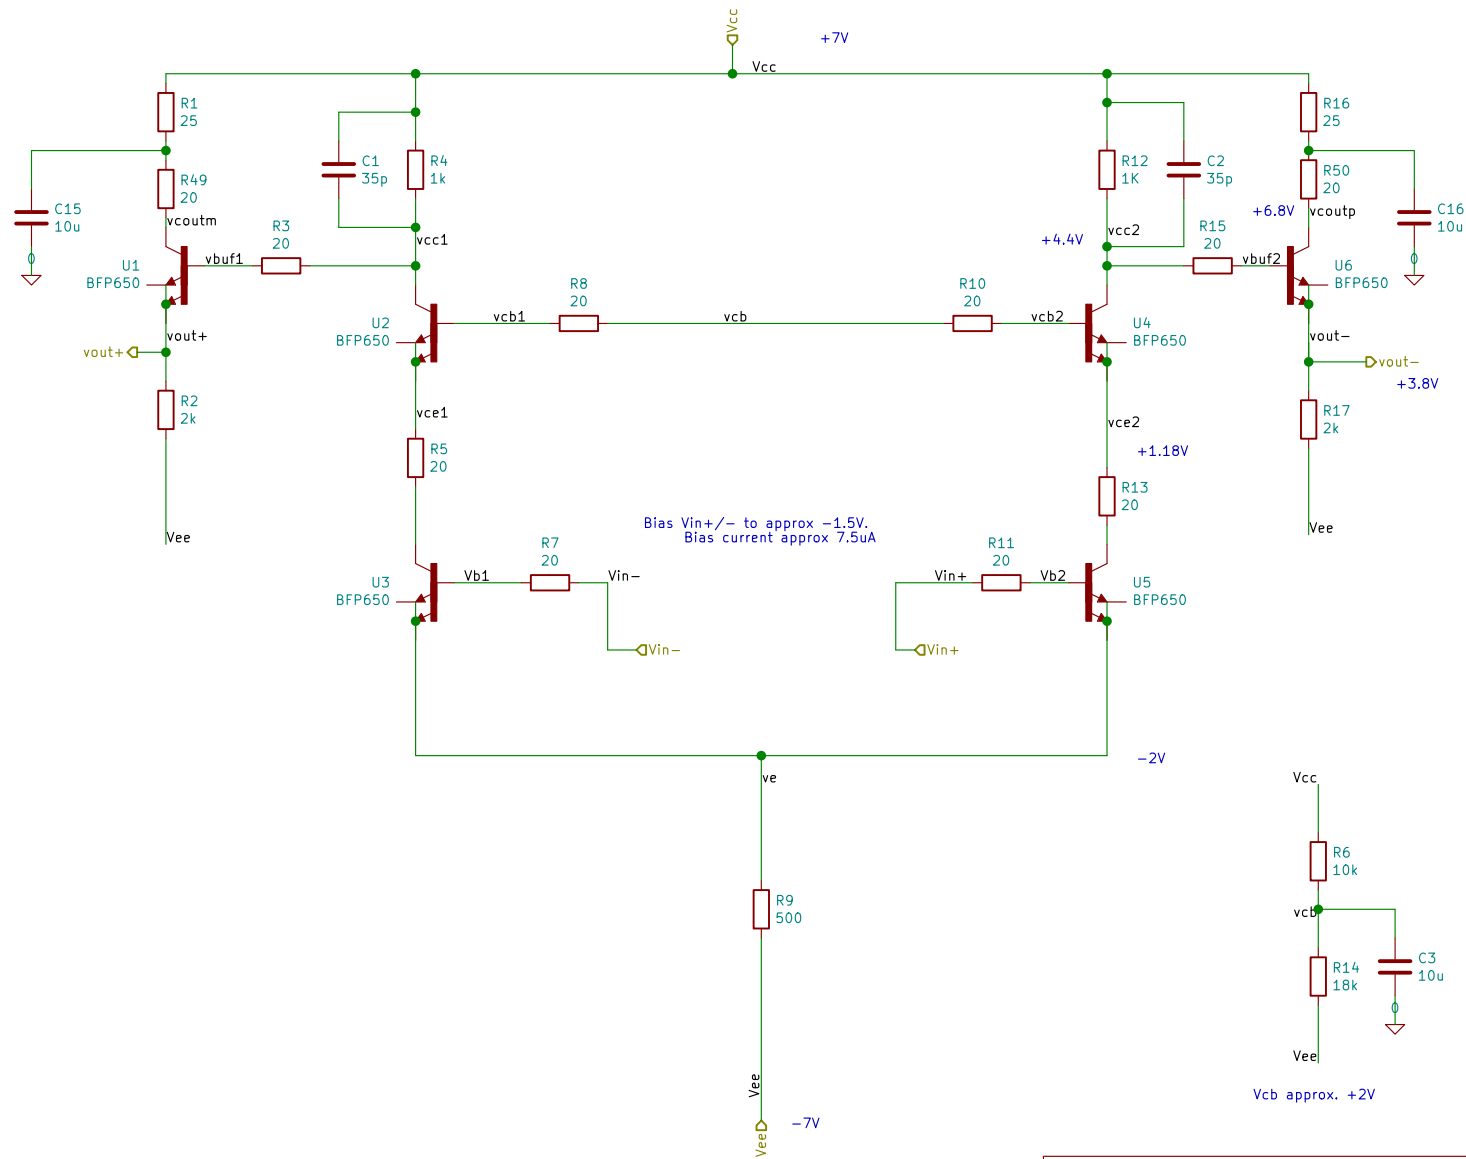 Vcc
+7V
Vcc
R1
25
R16
25
C1
35p
R4
1k
R12
1K
C2
35p
R49
20
R50
20
C15
10u
vcoutm
+6.8V
vcoutp
C16
10u
R3
20
vcc1
+4.4V
vcc2
R15
20
0
U1
BFP650
vbuf1
vbuf2
U6
BFP650
0
R8
20
R10
20
vout+
vout+
U2
BFP650
vcb1
vcb
vcb2
U4
BFP650
vout-
vout-
+3.8V
R2
2k
vce1
vce2
R17
2k
R5
20
+1.18V
R13
20
Vee
Bias Vin+/- to approx -1.5V.
Bias current approx 7.5uA
Vee
R7
20
R11
20
U3
BFP650
Vb1
Vin-
Vin+
Vb2
U5
BFP650
Vin-
Vin+
ve
-2V
Vcc
R6
10k
R9
500
vcb
R14
18k
C3
10u
0
Vee
Vee
Vcb approx. +2V
Vee
-7V